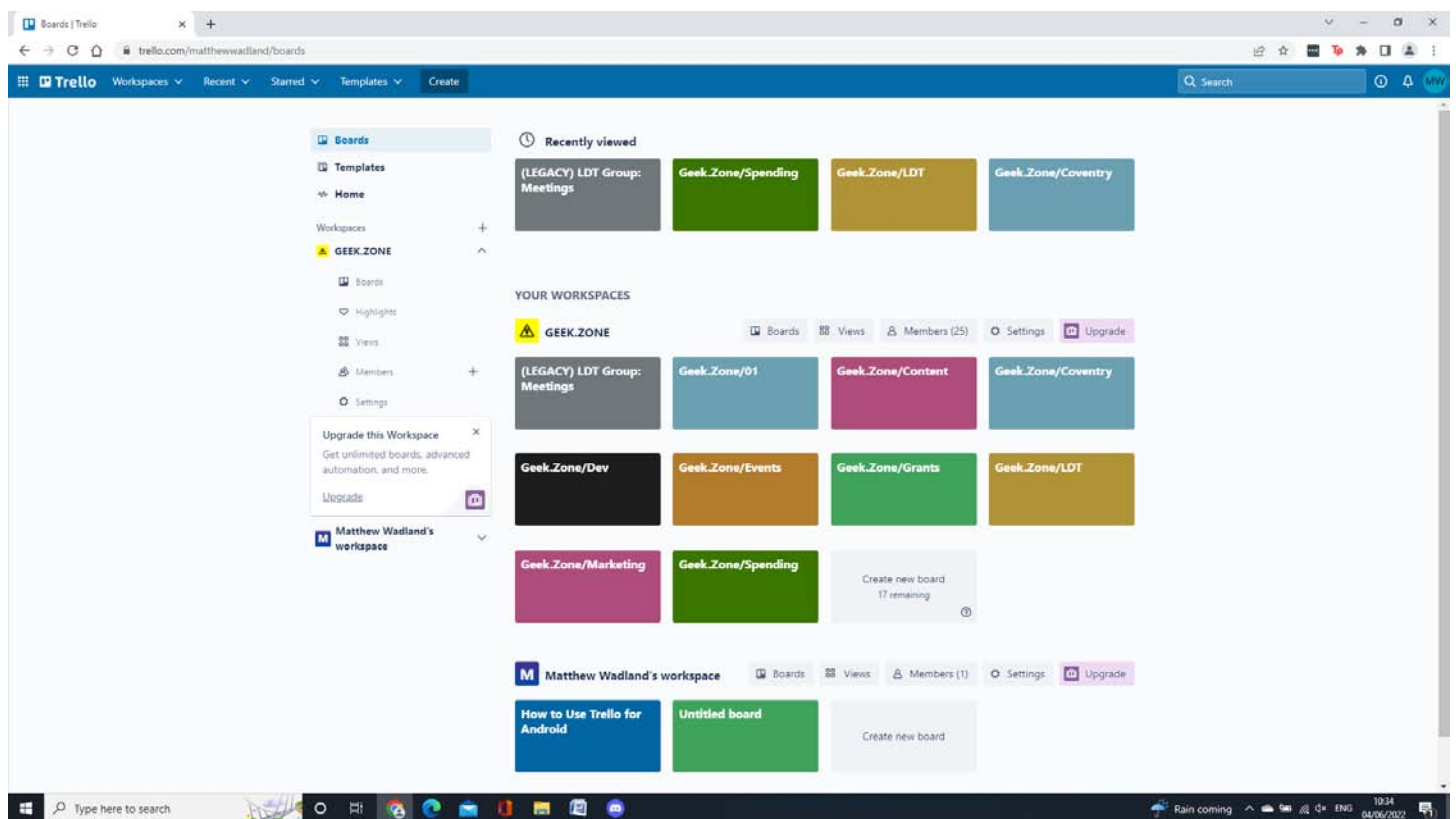 Boards | Trello
trello.com/matthewwadland/boards
Trello Workspaces Recent Starred Templates Create Search MW
Boards
Templates
Home
Workspaces
GEEK.ZONE
Boards
Highlights
Views
Members
Settings
Upgrade this Workspace
Get unlimited boards, advanced
automation, and more.
Upgrade
M Matthew Wadland's
workspace
Recently viewed
(LEGACY) LDT Group:
Meetings
Geek.Zone/Spending
Geek.Zone/LDT
Geek.Zone/Coventry
YOUR WORKSPACES
GEEK.ZONE Boards Views Members (25) Settings Upgrade
(LEGACY) LDT Group:
Meetings
Geek.Zone/01
Geek.Zone/Content
Geek.Zone/Coventry
Geek.Zone/Dev
Geek.Zone/Events
Geek.Zone/Grants
Geek.Zone/LDT
Geek.Zone/Marketing
Geek.Zone/Spending
Create new board
17 remaining
M Matthew Wadland's workspace Boards Views Members (1) Settings Upgrade
How to Use Trello for
Android
Untitled board
Create new board
Type here to search
Rain coming ENG
10:34
04/06/2022